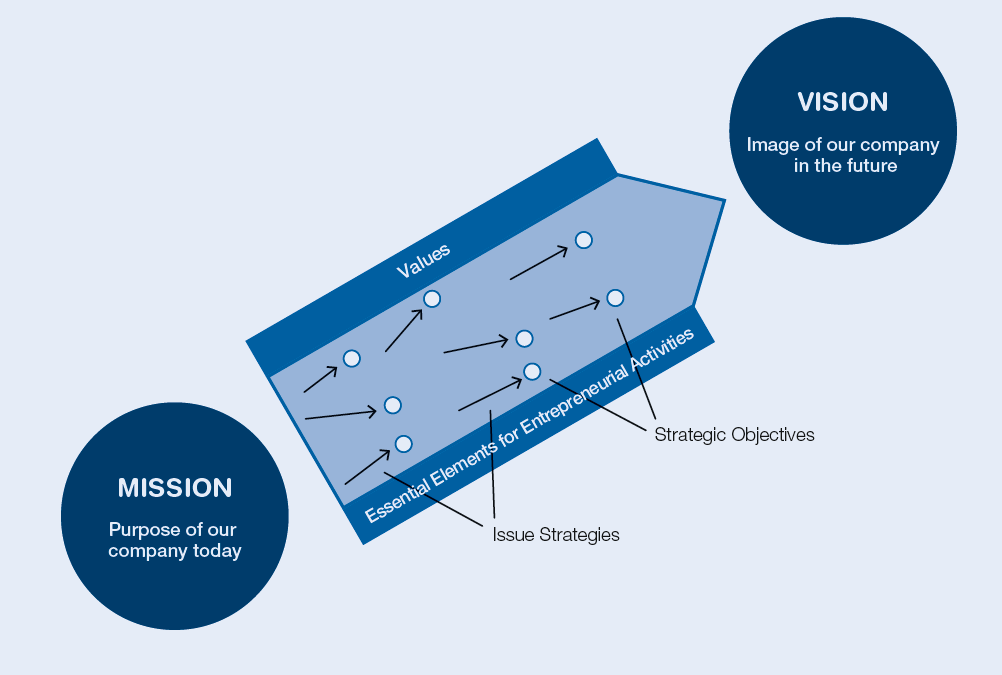 VISION
Image of our company
in the future
Values
Essential Elements for Entrepreneurial Activities
Strategic Objectives
MISSION
Purpose of our
company today
Issue Strategies